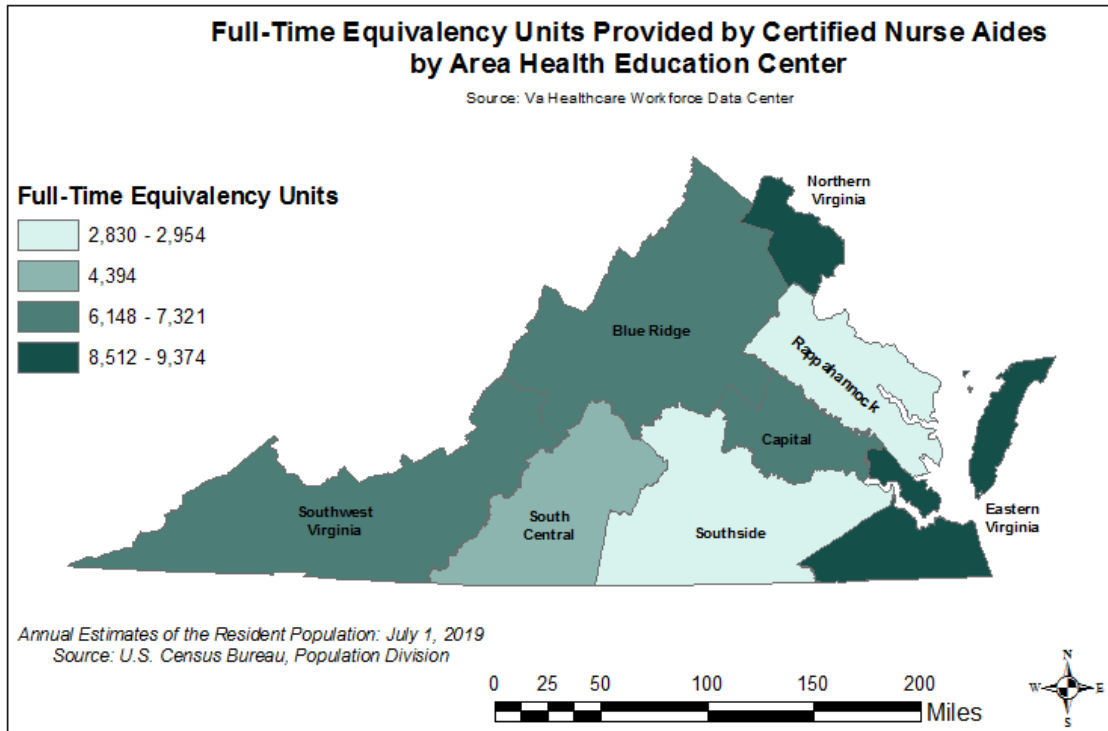 Full-Time Equivalency Units Provided by Certified Nurse Aides
by Area Health Education Center
Source: Va Healthcare Workforce Data Center
Full-Time Equivalency Units
2,830 - 2,954
4,394
6,148 - 7,321
8,512 - 9,374
Northern
Virginia
Blue Ridge
Rappahannock
Capital
Southwest
Virginia
South
Central
Southside
Eastern
Virginia
Annual Estimates of the Resident Population: July 1, 2019
Source: U.S. Census Bureau, Population Division
0 25 50 100 150 200
Miles
N
W E
S